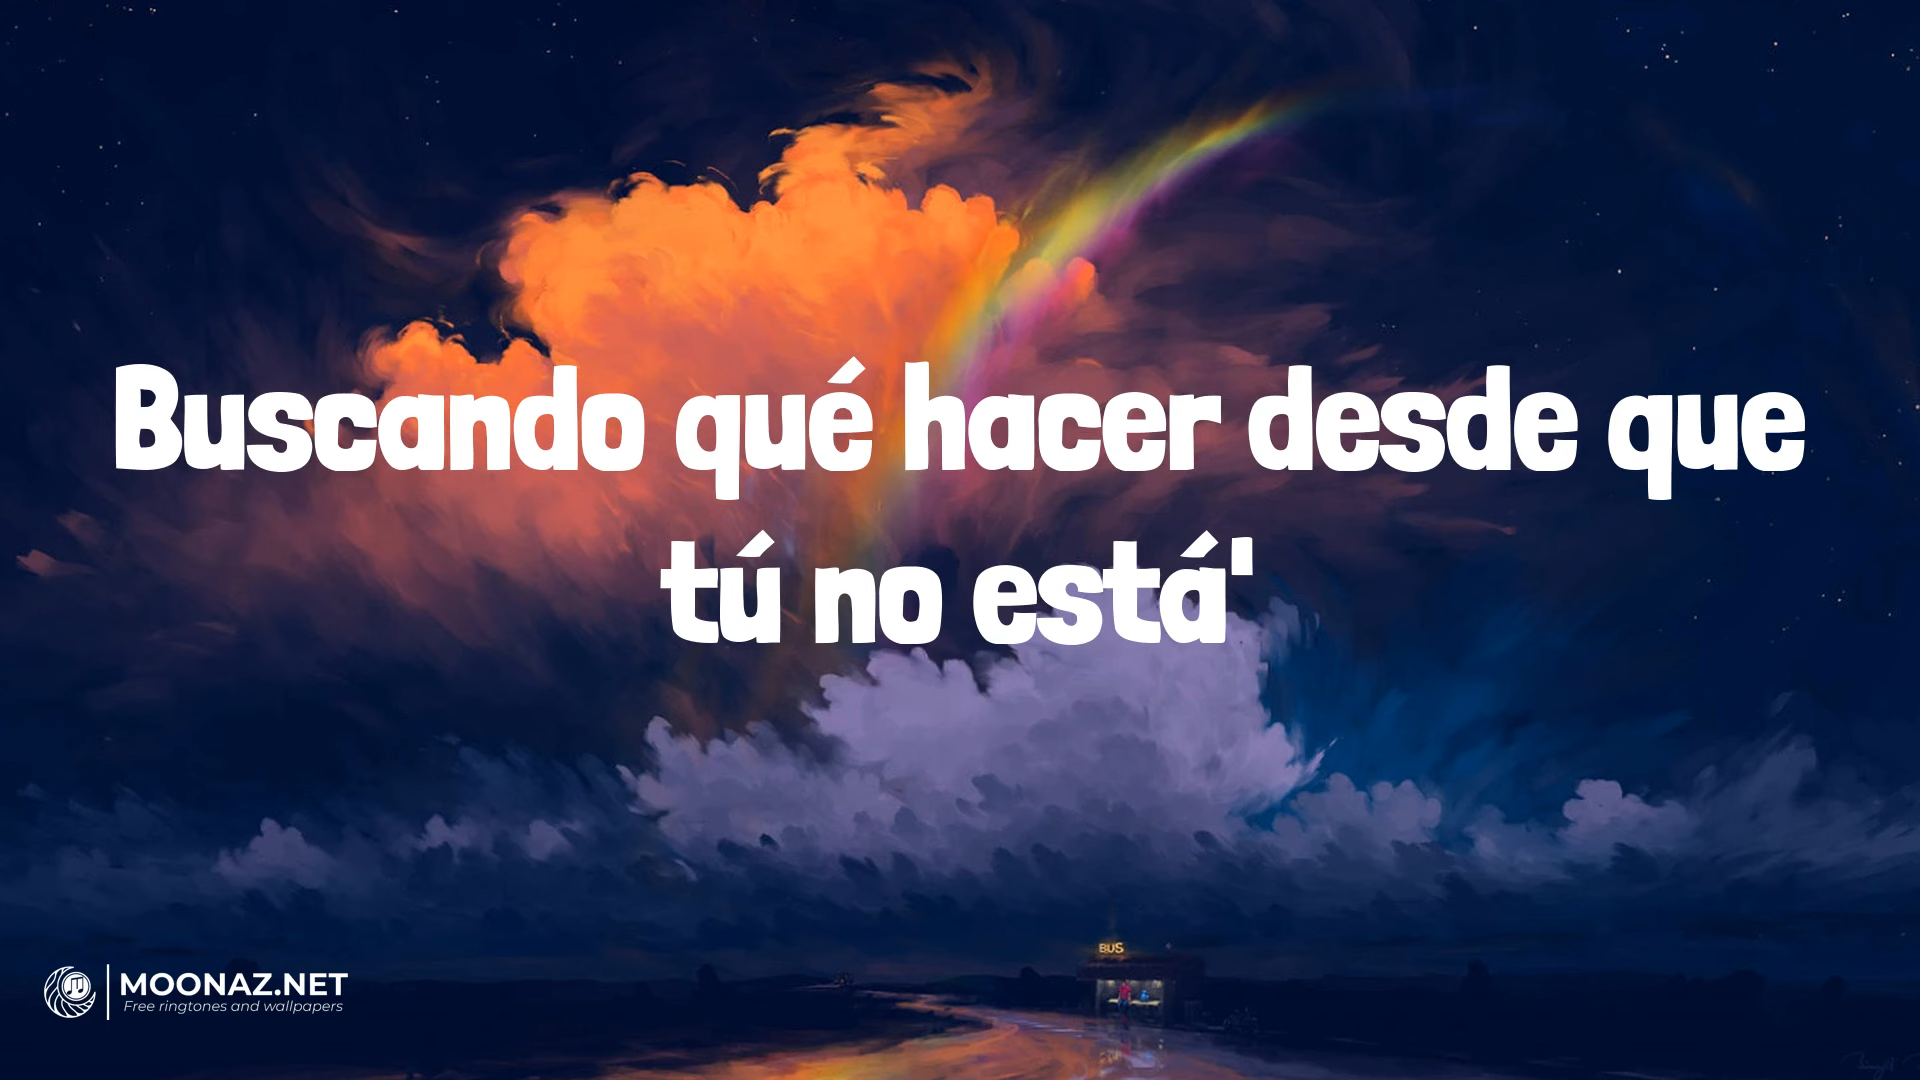 Buscando qué hacer desde que
tú no está'
BUS
MOONAZ.NET
Free ringtones and wallpapers